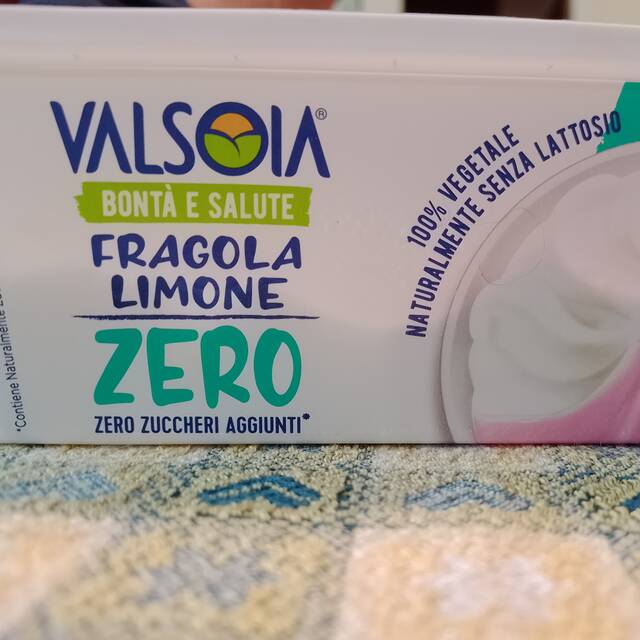 VALSOIA®
BONTÀ E SALUTE
FRAGOLA
LIMONE
ZERO
ZERO ZUCCHERI AGGIUNTI*
100% VEGETALE
NATURALMENTE SENZA LATTOSIO
*Contiene Naturalmente